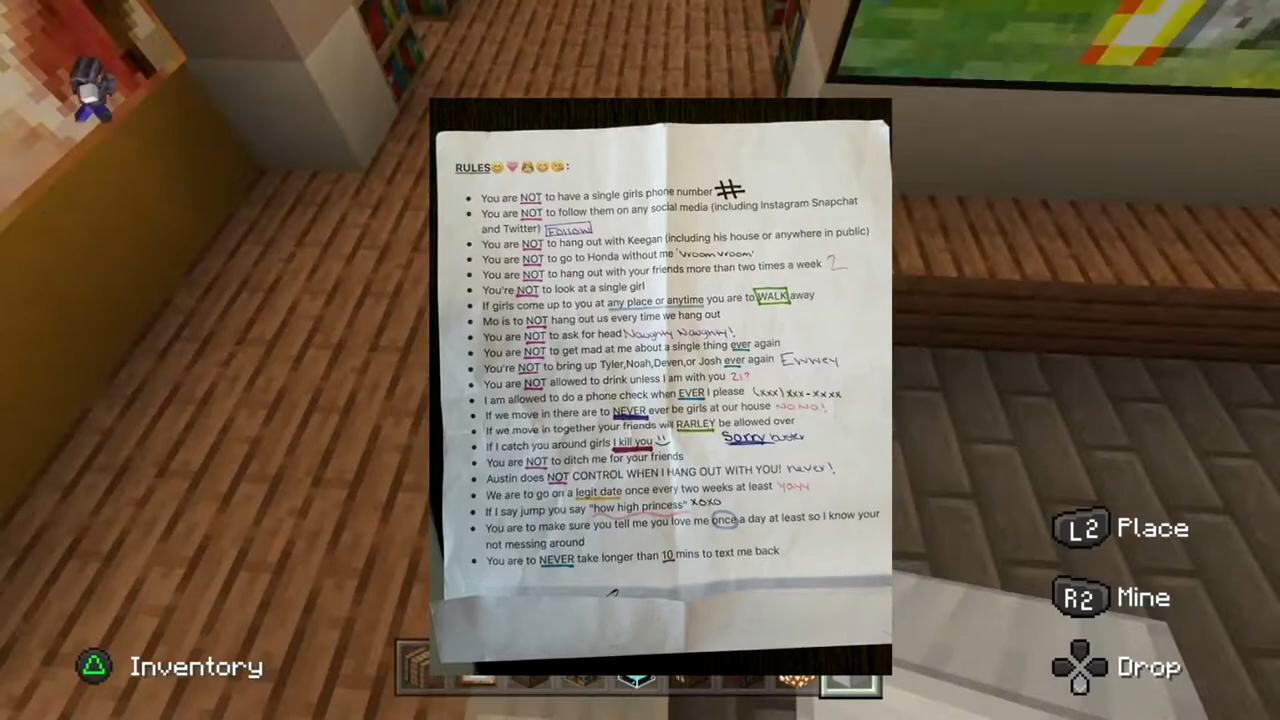 RULES😊💗👸😁😘:
• You are NOT to have a single girls phone number #
• You are NOT to follow them on any social media (including Instagram Snapchat
and Twitter) Follow
• You are NOT to hang out with Keegan (including his house or anywhere in public)
• You are NOT to go to Honda without me 'vroom vroom'
• You are NOT to hang out with your friends more than two times a week 2
• You're NOT to look at a single girl
• If girls come up to you at any place or anytime you are to WALK away
• Mo is to NOT hang out us every time we hang out
• You are NOT to ask for head Naughty Naughty!
• You are NOT to get mad at me about a single thing ever again
• You're NOT to bring up Tyler,Noah,Deven,or Josh ever again Ewwey
• You are NOT allowed to drink unless I am with you 21?
• I am allowed to do a phone check when EVER I please (xxx)xxx-xxxx
• If we move in there are to NEVER ever be girls at our house NONO!
• If we move in together your friends will RARLEY be allowed over
• If I catch you around girls I kill you :) Sorry buster
• You are NOT to ditch me for your friends
• Austin does NOT CONTROL WHEN I HANG OUT WITH YOU! never!
• We are to go on a legit date once every two weeks at least yayy
• If I say jump you say "how high princess" xoxo
• You are to make sure you tell me you love me once a day at least so I know your
not messing around
• You are to NEVER take longer than 10 mins to text me back
L2 Place
R2 Mine
Inventory
Drop